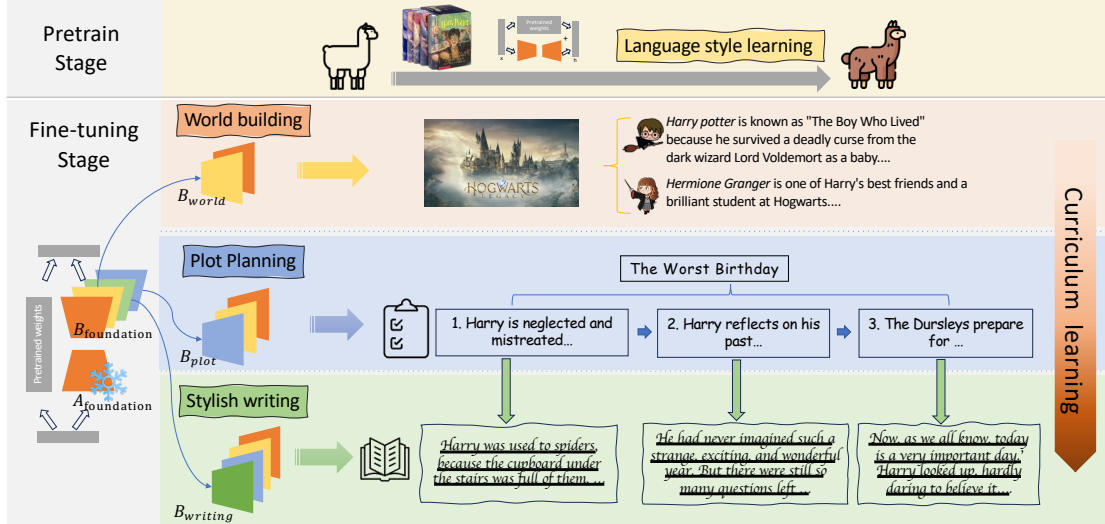 Pretrain
Stage
Harry Potter
Pretrained
weights
+
x
h
Language style learning
Fine-tuning
Stage
World building
B_world
HOGWARTS
LEGACY
Harry potter is known as "The Boy Who Lived"
because he survived a deadly curse from the
dark wizard Lord Voldemort as a baby....
Hermione Granger is one of Harry's best friends and a
brilliant student at Hogwarts....
Curriculum learning
Plot Planning
B_plot
The Worst Birthday
1. Harry is neglected and
mistreated...
2. Harry reflects on his
past...
3. The Dursleys prepare
for ...
Pretrained weights
B_foundation
A_foundation
Stylish writing
B_writing
Harry was used to spiders,
because the cupboard under
the stairs was full of them. ...
He had never imagined such a
strange, exciting, and wonderful
year. But there were still so
many questions left ...
Now, as we all know, today
is a very important day.'
Harry looked up, hardly
daring to believe it...